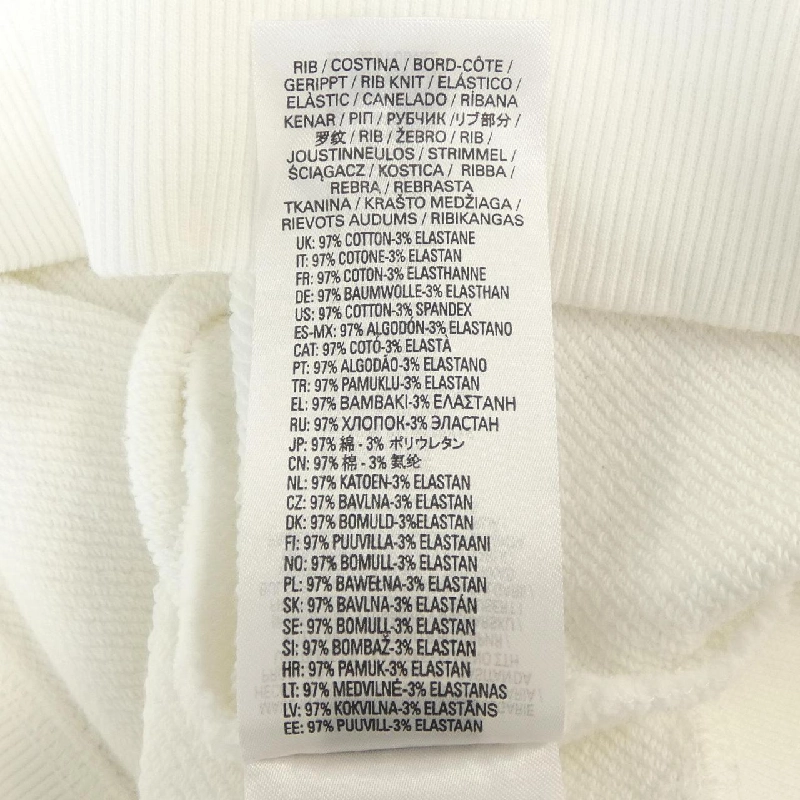 RIB / COSTINA / BORD-CÔTE /
GERIPPT / RIB KNIT / ELÁSTICO /
ELÀSTIC / CANELADO / RİBANA
KENAR / ΡΙΠ / РУБЧИК /リブ部分 /
罗纹 / RIB / ŽEBRO / RIB /
JOUSTINNEULOS / STRIMMEL /
ŚCIĄGACZ / KOSTICA / RIBBA /
REBRA / REBRASTA
TKANINA / KRAŠTO MEDŽIAGA /
RIEVOTS AUDUMS / RIBIKANGAS
UK: 97% COTTON-3% ELASTANE
IT: 97% COTONE-3% ELASTAN
FR: 97% COTON-3% ELASTHANNE
DE: 97% BAUMWOLLE-3% ELASTHAN
US: 97% COTTON-3% SPANDEX
ES-MX: 97% ALGODÓN-3% ELASTANO
CAT: 97% COTÓ-3% ELASTÀ
PT: 97% ALGODÃO-3% ELASTANO
TR: 97% PAMUKLU-3% ELASTAN
EL: 97% ΒΑΜΒΑΚΙ-3% ΕΛΑΣΤΑΝΗ
RU: 97% ХЛОПОК-3% ЭЛАСТАН
JP: 97% 綿 - 3% ポリウレタン
CN: 97% 棉 - 3% 氨纶
NL: 97% KATOEN-3% ELASTAN
CZ: 97% BAVLNA-3% ELASTAN
DK: 97% BOMULD-3%ELASTAN
FI: 97% PUUVILLA-3% ELASTAANI
NO: 97% BOMULL-3% ELASTAN
PL: 97% BAWEŁNA-3% ELASTAN
SK: 97% BAVLNA-3% ELASTÁN
SE: 97% BOMULL-3% ELASTAN
SI: 97% BOMBAŽ-3% ELASTAN
HR: 97% PAMUK-3% ELASTAN
LT: 97% MEDVILNĖ-3% ELASTANAS
LV: 97% KOKVILNA-3% ELASTĀNS
EE: 97% PUUVILL-3% ELASTAAN